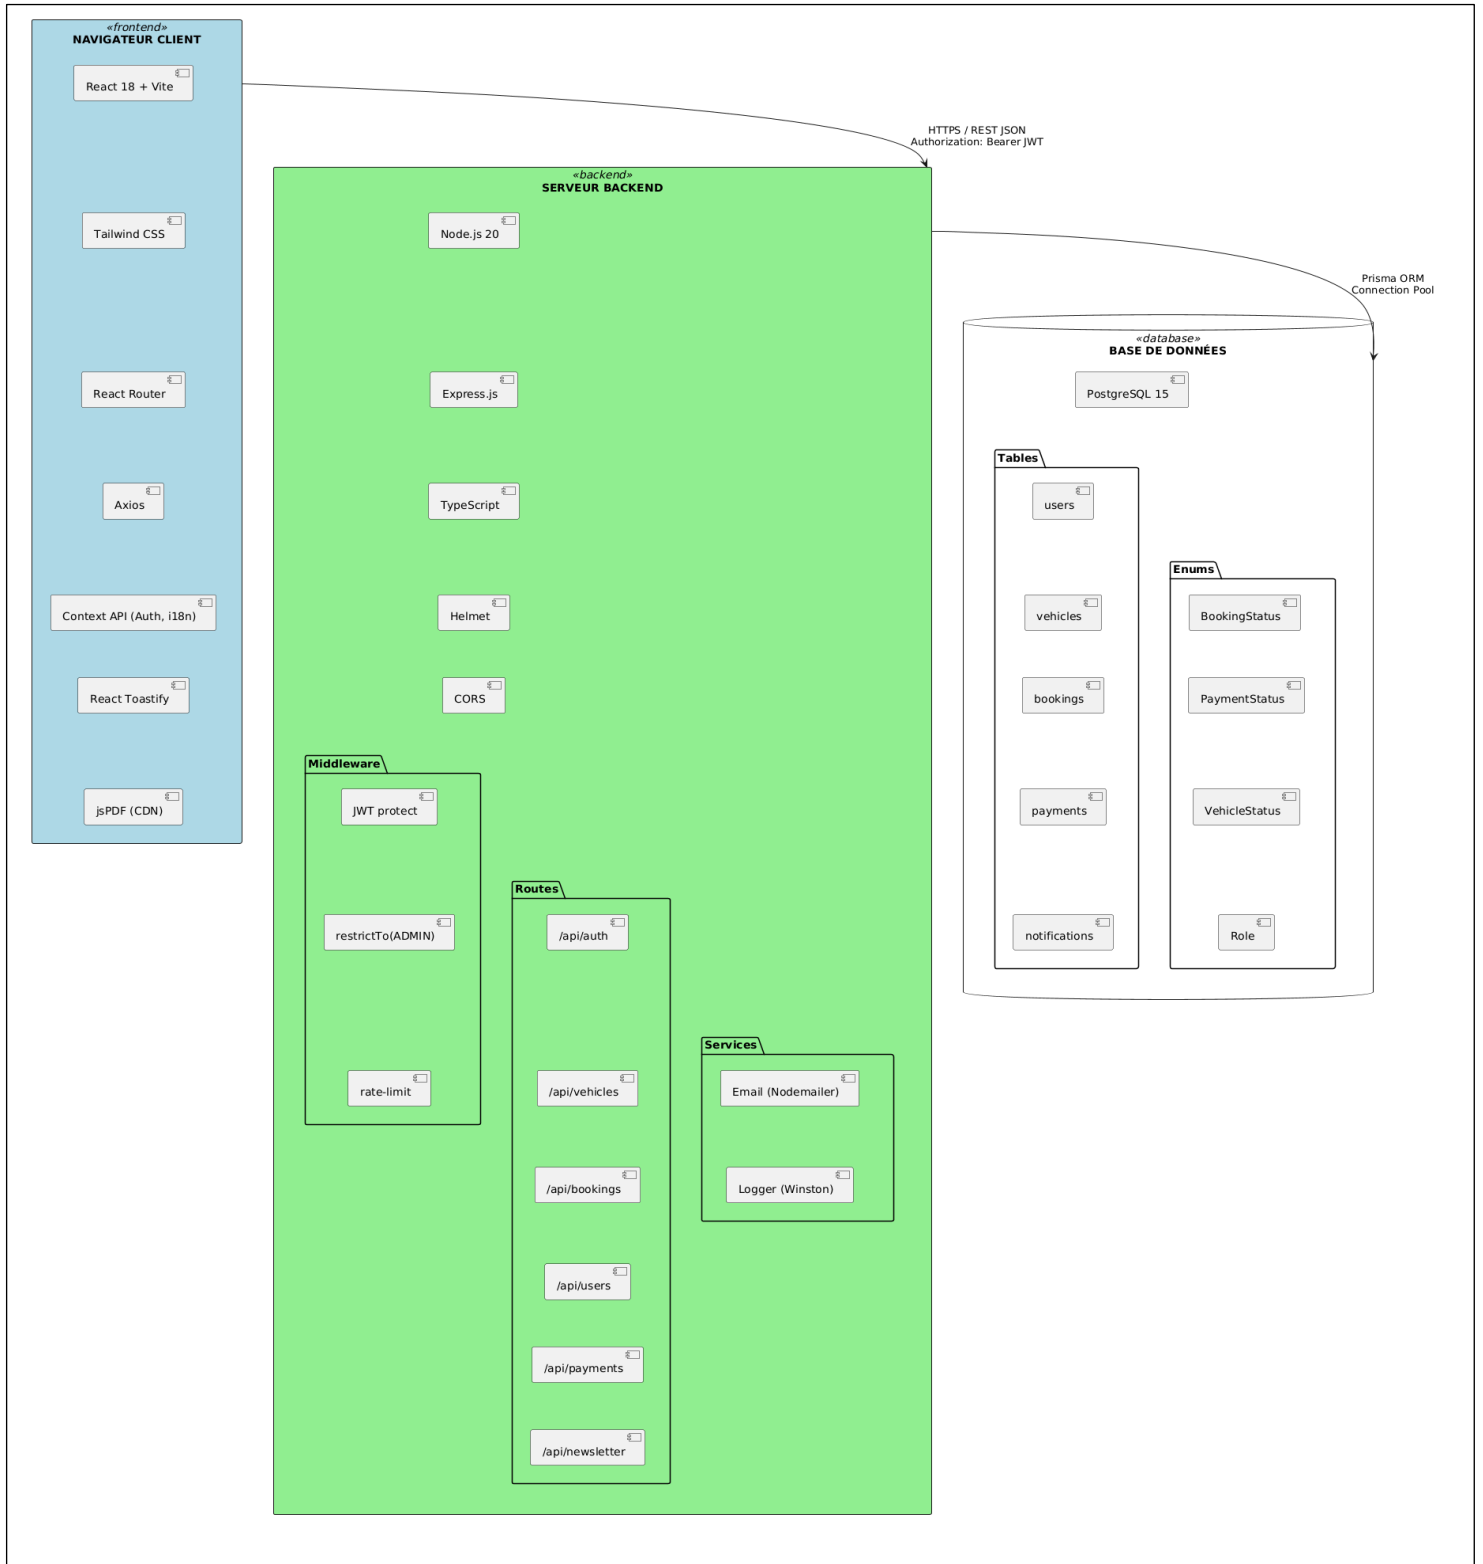 «frontend»
NAVIGATEUR CLIENT
React 18 + Vite
Tailwind CSS
React Router
Axios
Context API (Auth, i18n)
React Toastify
jsPDF (CDN)
HTTPS / REST JSON
Authorization: Bearer JWT
«backend»
SERVEUR BACKEND
Node.js 20
Express.js
TypeScript
Helmet
CORS
Middleware
JWT protect
restrictTo(ADMIN)
rate-limit
Routes
/api/auth
/api/vehicles
/api/bookings
/api/users
/api/payments
/api/newsletter
Services
Email (Nodemailer)
Logger (Winston)
Prisma ORM
Connection Pool
«database»
BASE DE DONNÉES
PostgreSQL 15
Tables
users
vehicles
bookings
payments
notifications
Enums
BookingStatus
PaymentStatus
VehicleStatus
Role